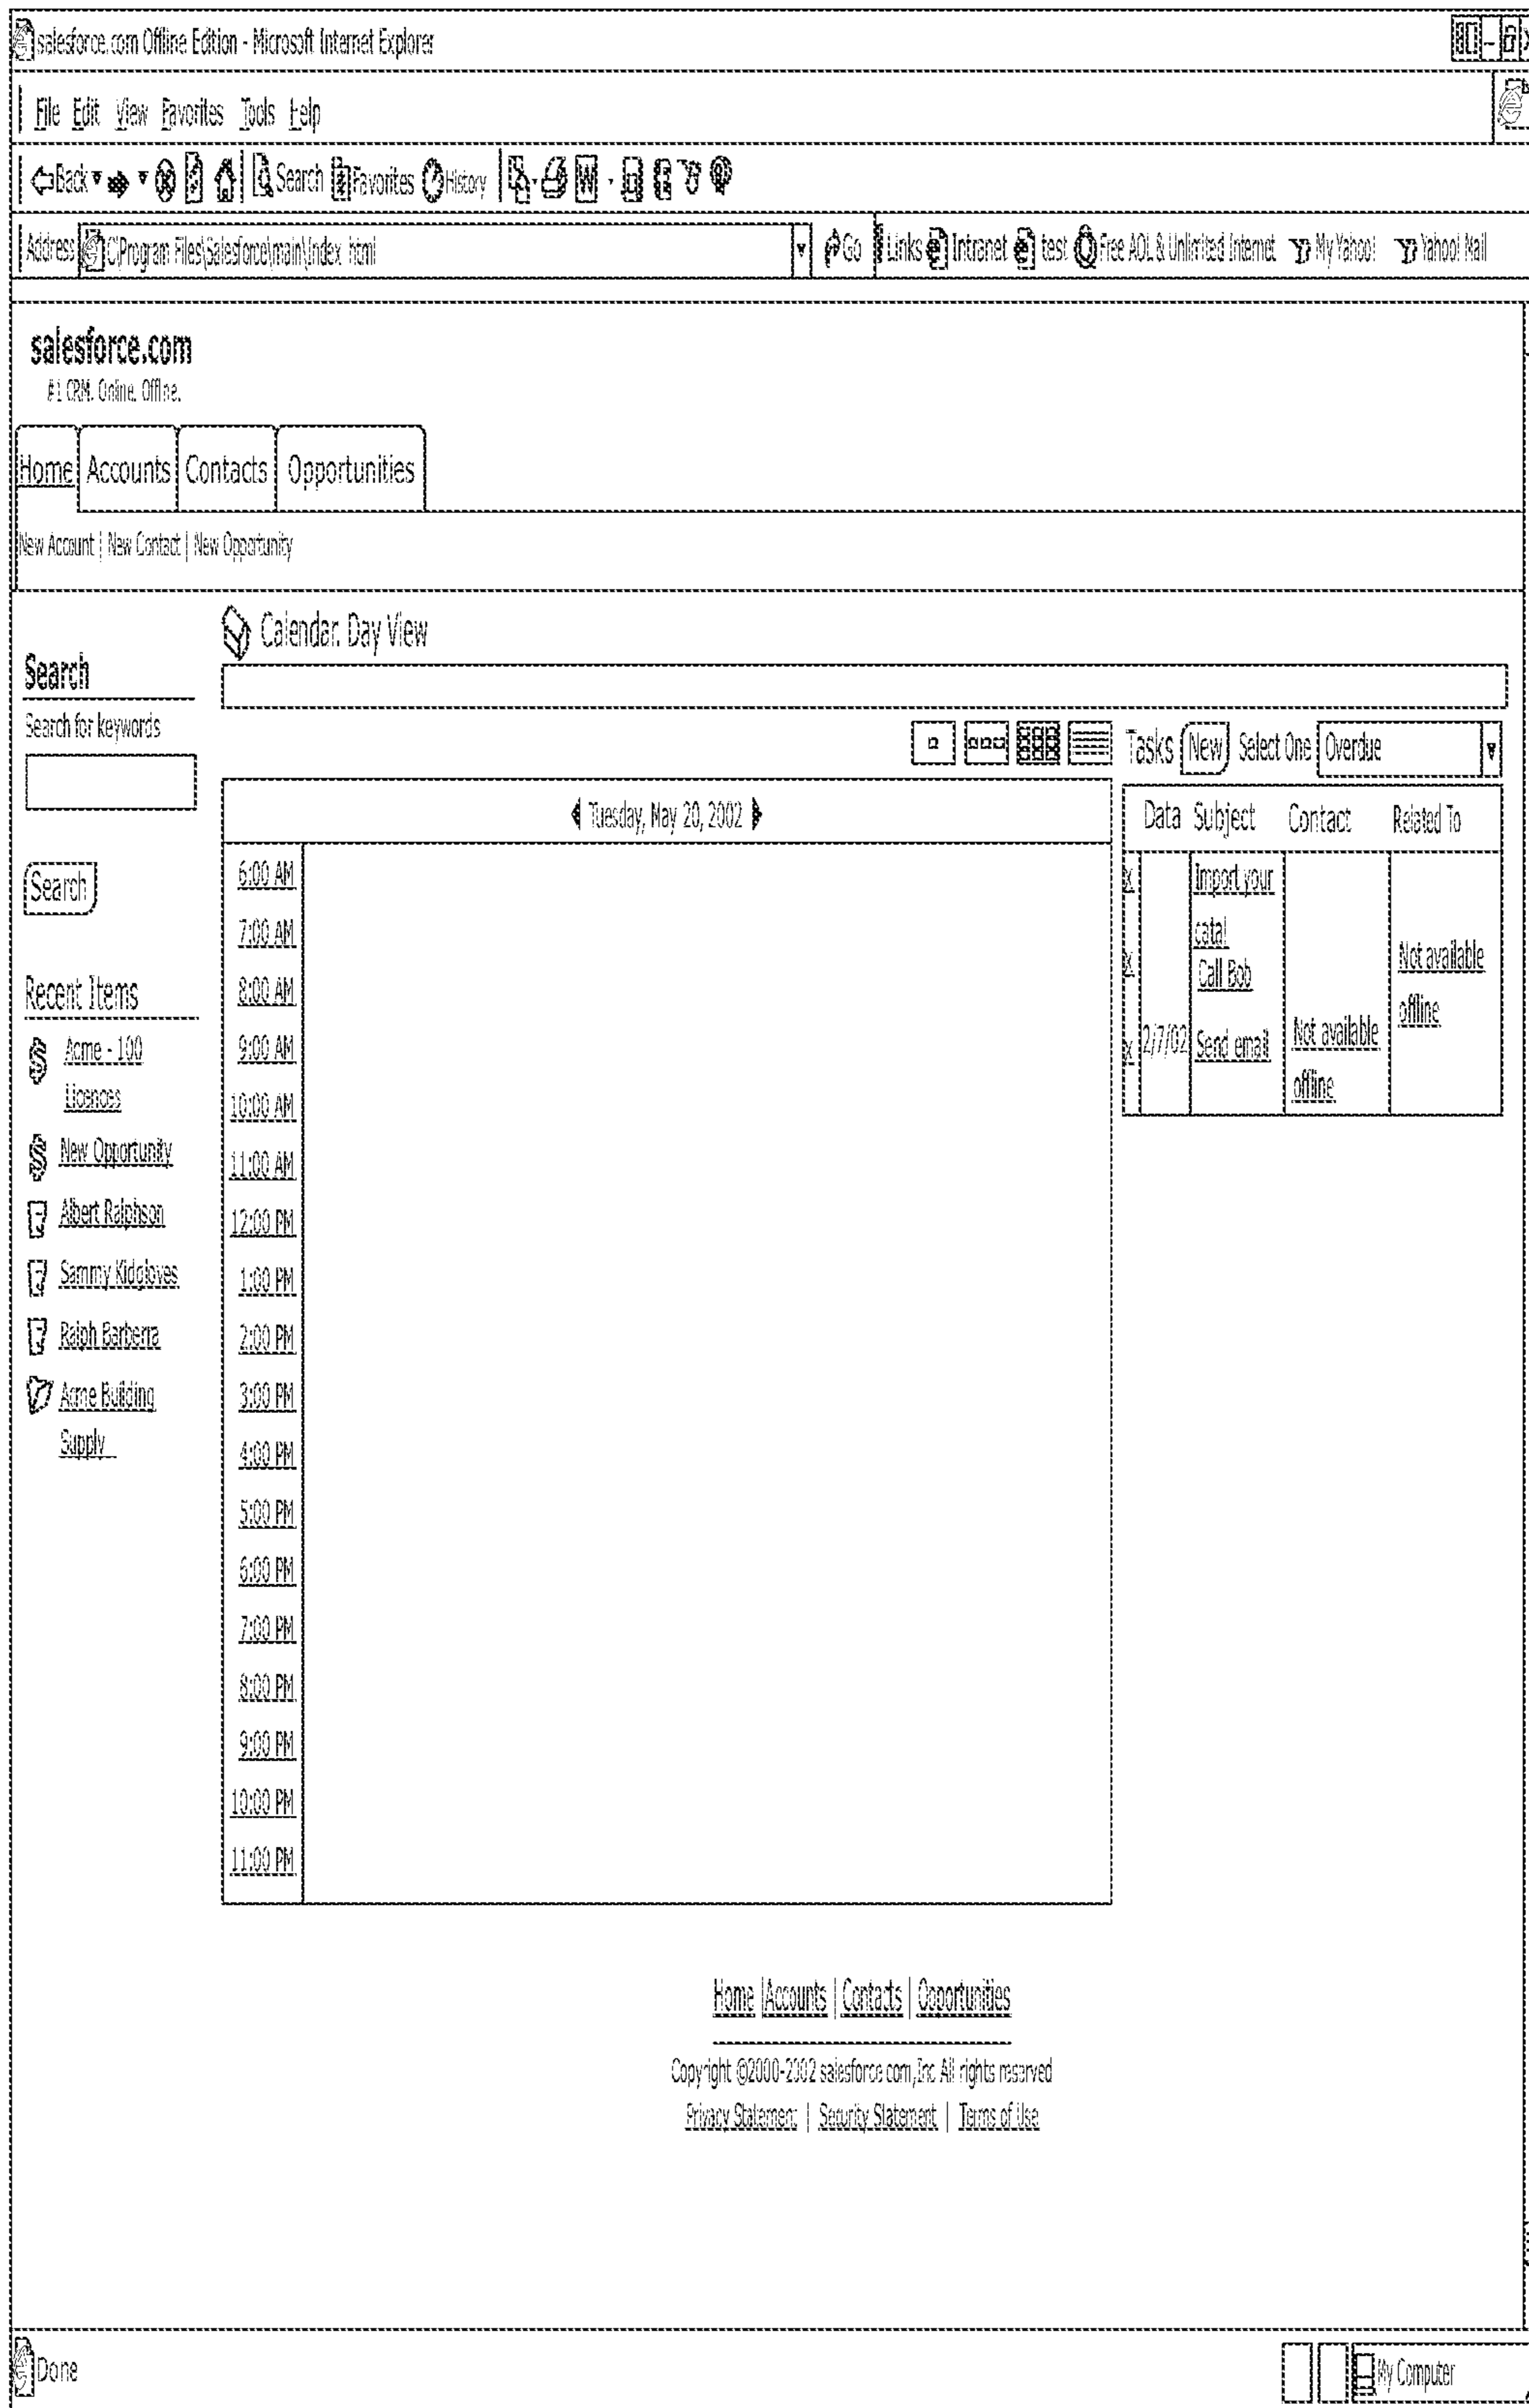 salesforce.com Offline Edition - Microsoft Internet Explorer
File Edit View Favorites Tools Help
Back Search Favorites History W
Address C:\Program Files\Salesforce\main\index_html Go Links Intranet test Free AOL & Unlimited Internet My Yahoo! Yahoo! Mail
salesforce.com
#1 CRM. Online. Offline.
Home Accounts Contacts Opportunities
New Account | New Contact | New Opportunity
Calendar. Day View
Search
Search for keywords
Search
Recent Items
Acme - 100
Licences
New Opportunity
Albert Ralphson
Sammy Kidgloves
Ralph Barberra
Acme Building
Supply
Tuesday, May 20, 2002
6:00 AM
7:00 AM
8:00 AM
9:00 AM
10:00 AM
11:00 AM
12:00 PM
1:00 PM
2:00 PM
3:00 PM
4:00 PM
5:00 PM
6:00 PM
7:00 PM
8:00 PM
9:00 PM
10:00 PM
11:00 PM
Tasks New Select One Overdue
Data Subject Contact Related To
X Import your
catal
X Call Bob Not available
offline
X 2/7/02 Send email Not available
offline
Home | Accounts | Contacts | Opportunities
Copyright ©2000-2002 salesforce.com, Inc All rights reserved
Privacy Statement | Security Statement | Terms of Use
Done My Computer